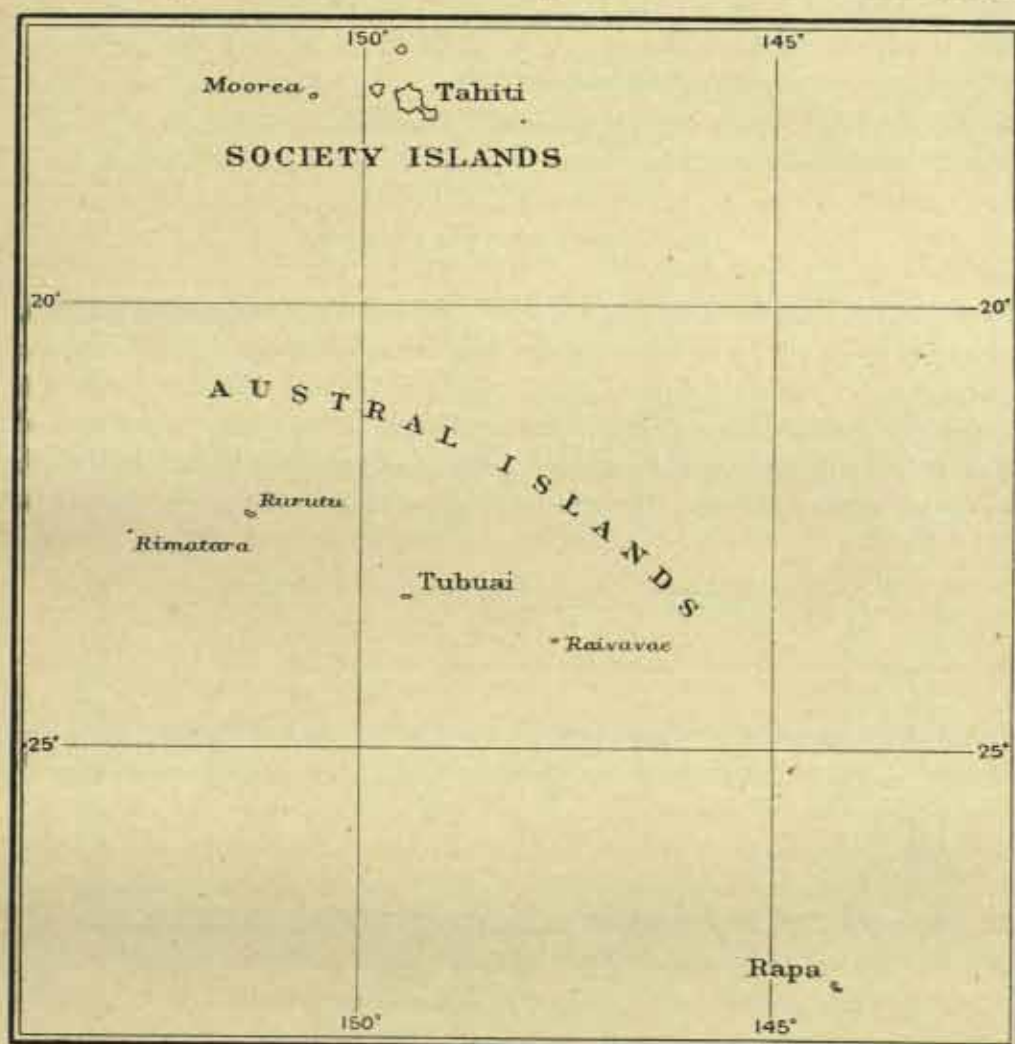 150° 145°
Moorea Tahiti
SOCIETY ISLANDS
20° 20°
AUSTRAL ISLANDS
Rurutu
Rimatara
Tubuai
Raivavae
25° 25°
Rapa
150° 145°